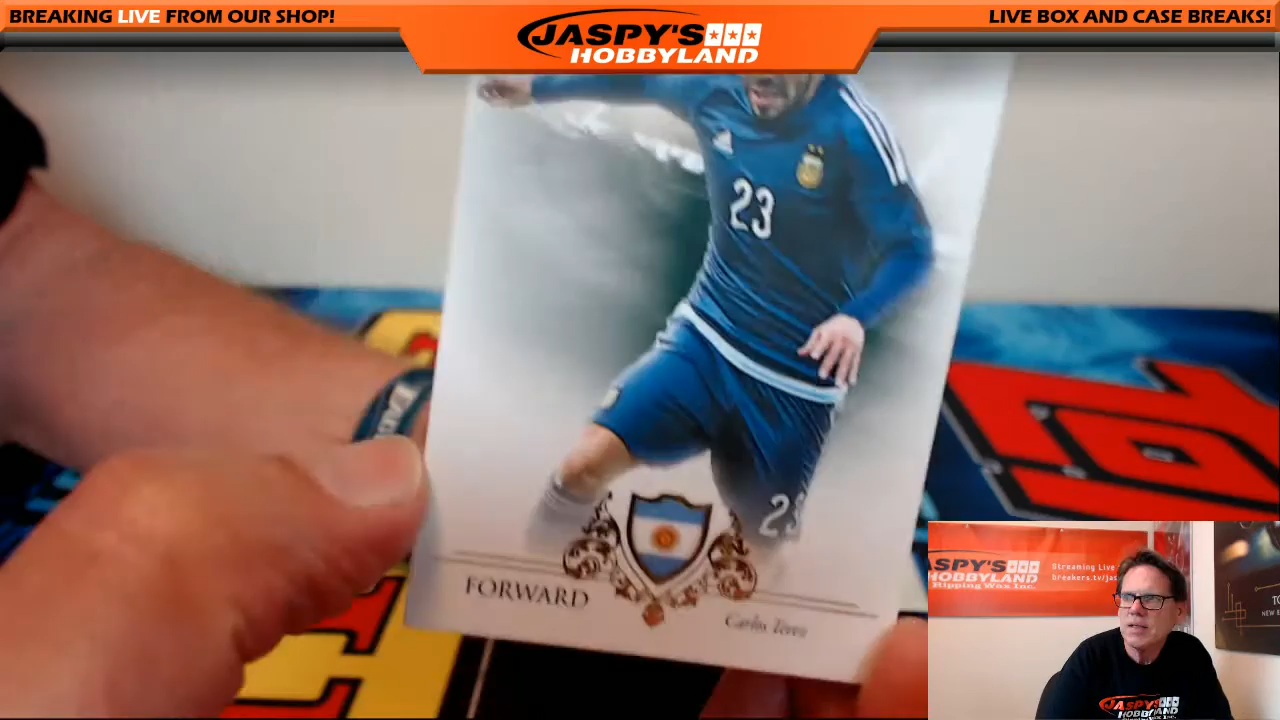 BREAKING LIVE FROM OUR SHOP!
JASPY'S
HOBBYLAND
LIVE BOX AND CASE BREAKS!
23
23
FORWARD
Carlos Tevez
ASPY'S
HOBBYLAND
Ripping Wax Inc.
Streaming Live
breakers.tv/jas
JASPY'S
HOBBYLAND